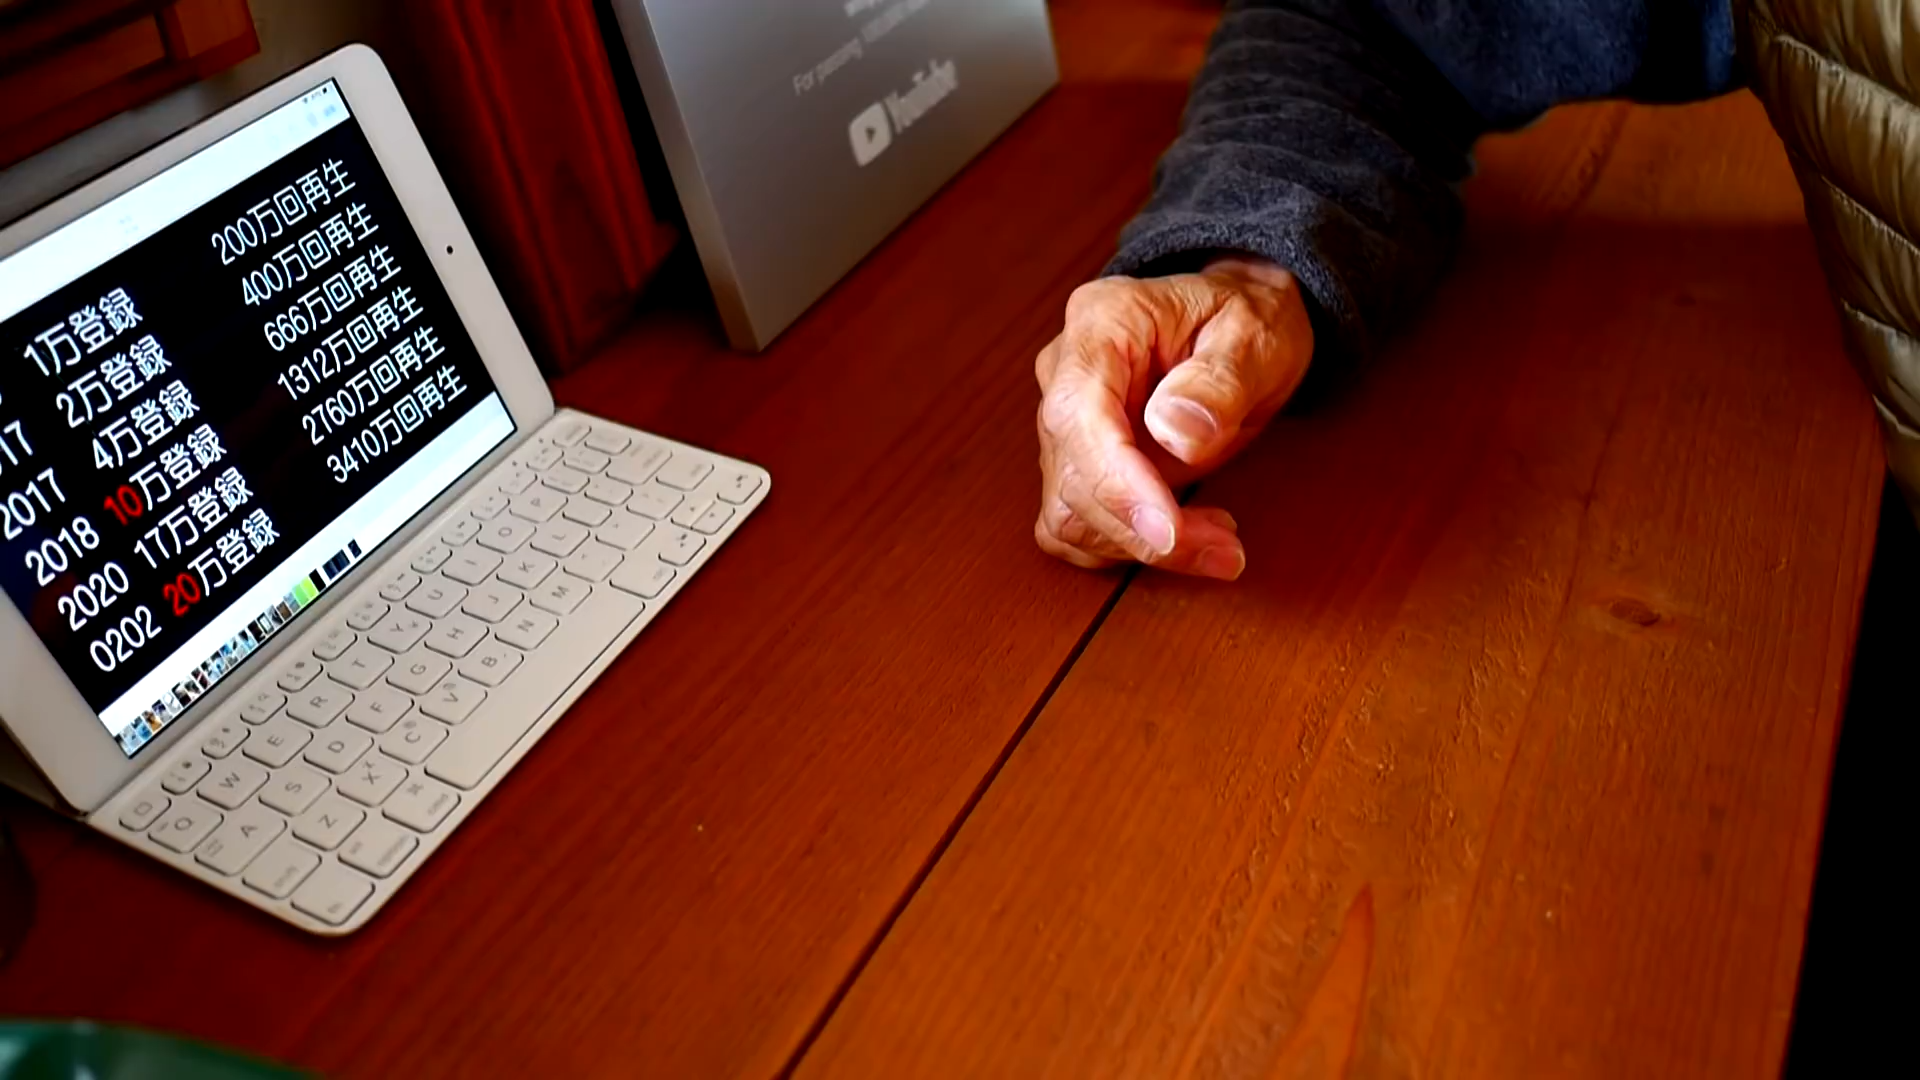 1万登録 200万回再生
2万登録 400万回再生
17 4万登録 666万回再生
2017 10万登録 1312万回再生
2018 17万登録 2760万回再生
2020 20万登録 3410万回再生
0202
For passing
YouTube
Q W E R T Y U I O P
A S D F G H J K L
Z X C V B N M